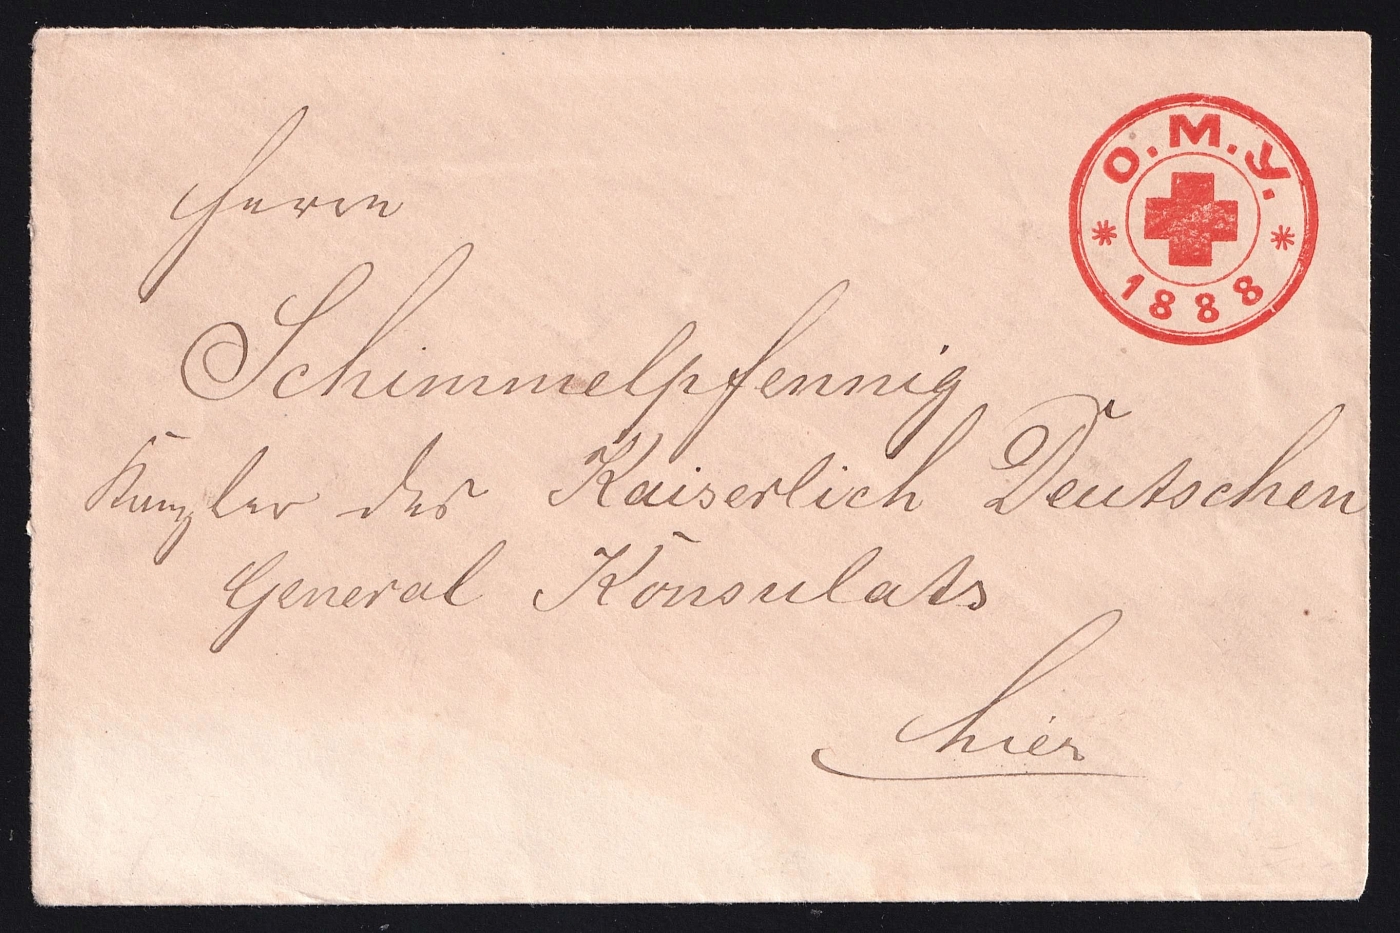 O.M.У.
* 1888 *
Herrn
Schimmelpfennig
Kanzler des Kaiserlich Deutschen
General Konsulats
hier